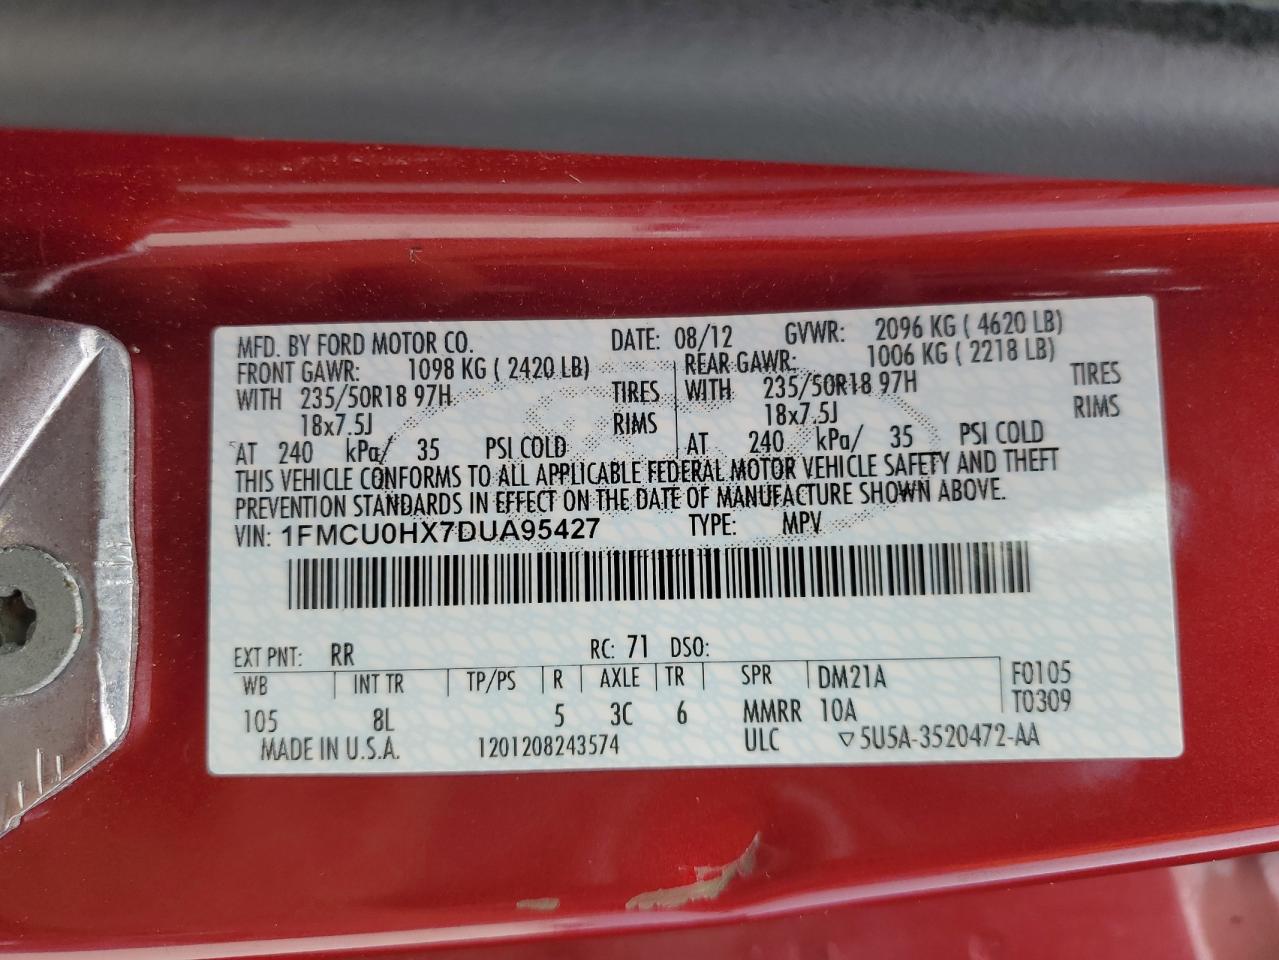 MFD. BY FORD MOTOR CO. DATE: 08/12 GVWR: 2096 KG ( 4620 LB)
FRONT GAWR: 1098 KG ( 2420 LB) REAR GAWR: 1006 KG ( 2218 LB)
WITH 235/50R18 97H TIRES WITH 235/50R18 97H TIRES
18x7.5J RIMS 18x7.5J RIMS
AT 240 kPa/ 35 PSI COLD AT 240 kPa/ 35 PSI COLD
THIS VEHICLE CONFORMS TO ALL APPLICABLE FEDERAL MOTOR VEHICLE SAFETY AND THEFT
PREVENTION STANDARDS IN EFFECT ON THE DATE OF MANUFACTURE SHOWN ABOVE.
VIN: 1FMCU0HX7DUA95427 TYPE: MPV
EXT PNT: RR RC: 71 DSO:
WB INT TR TP/PS R AXLE TR SPR DM21A F0105
105 8L 5 3C 6 MMRR 10A T0309
MADE IN U.S.A. 1201208243574 ULC ▽5U5A-3520472-AA